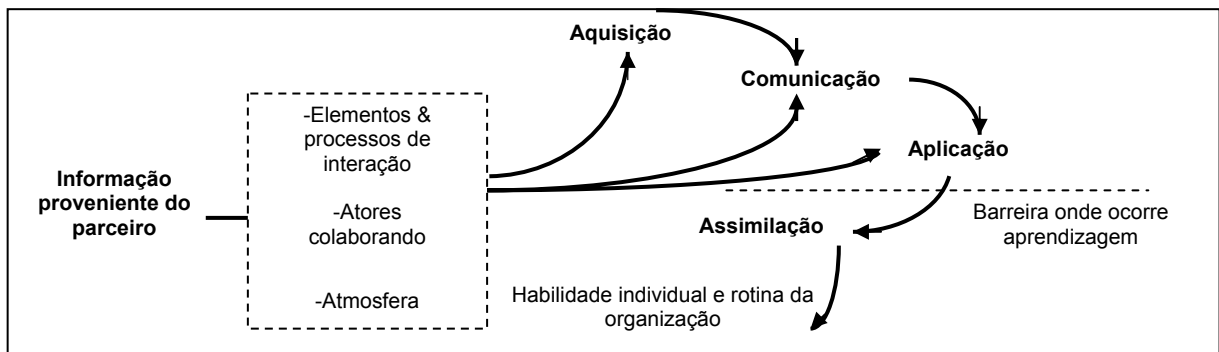 Aquisição
Comunicação
-Elementos &
processos de
interação
Aplicação
Informação
proveniente do
parceiro
-Atores
colaborando
Assimilação
Barreira onde ocorre
aprendizagem
-Atmosfera
Habilidade individual e rotina da
organização